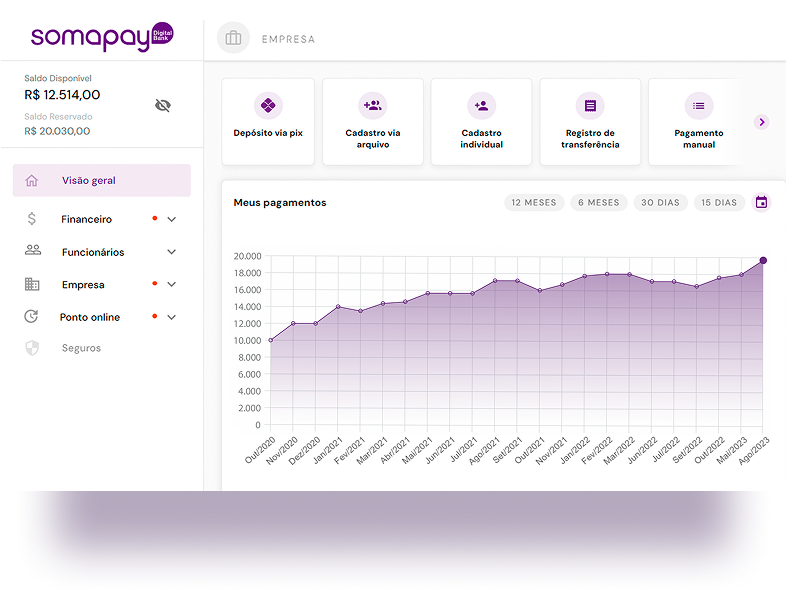 somapay
Digital
Bank
EMPRESA
Saldo Disponível
R$ 12.514,00
Saldo Reservado
R$ 20.030,00
Visão geral
Financeiro
Funcionários
Empresa
Ponto online
Seguros
Depósito via pix
Cadastro via
arquivo
Cadastro
individual
Registro de
transferência
Pagamento
manual
Meus pagamentos
12 MESES
6 MESES
30 DIAS
15 DIAS
20.000
18.000
16.000
14.000
12.000
10.000
8.000
6.000
4.000
2.000
0
Out/2020
Nov/2020
Dez/2020
Jan/2021
Fev/2021
Mar/2021
Abr/2021
Mai/2021
Jun/2021
Jul/2021
Ago/2021
Set/2021
Out/2021
Nov/2021
Jan/2022
Fev/2022
Mar/2022
Jun/2022
Jul/2022
Set/2022
Out/2022
Mai/2023
Ago/2023